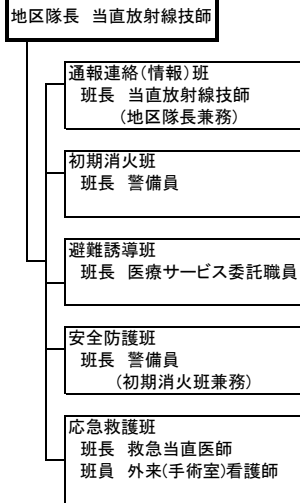 地区隊長 当直放射線技師
通報連絡(情報)班
班長 当直放射線技師
(地区隊長兼務)
初期消火班
班長 警備員
避難誘導班
班長 医療サービス委託職員
安全防護班
班長 警備員
(初期消火班兼務)
応急救護班
班長 救急当直医師
班員 外来(手術室)看護師